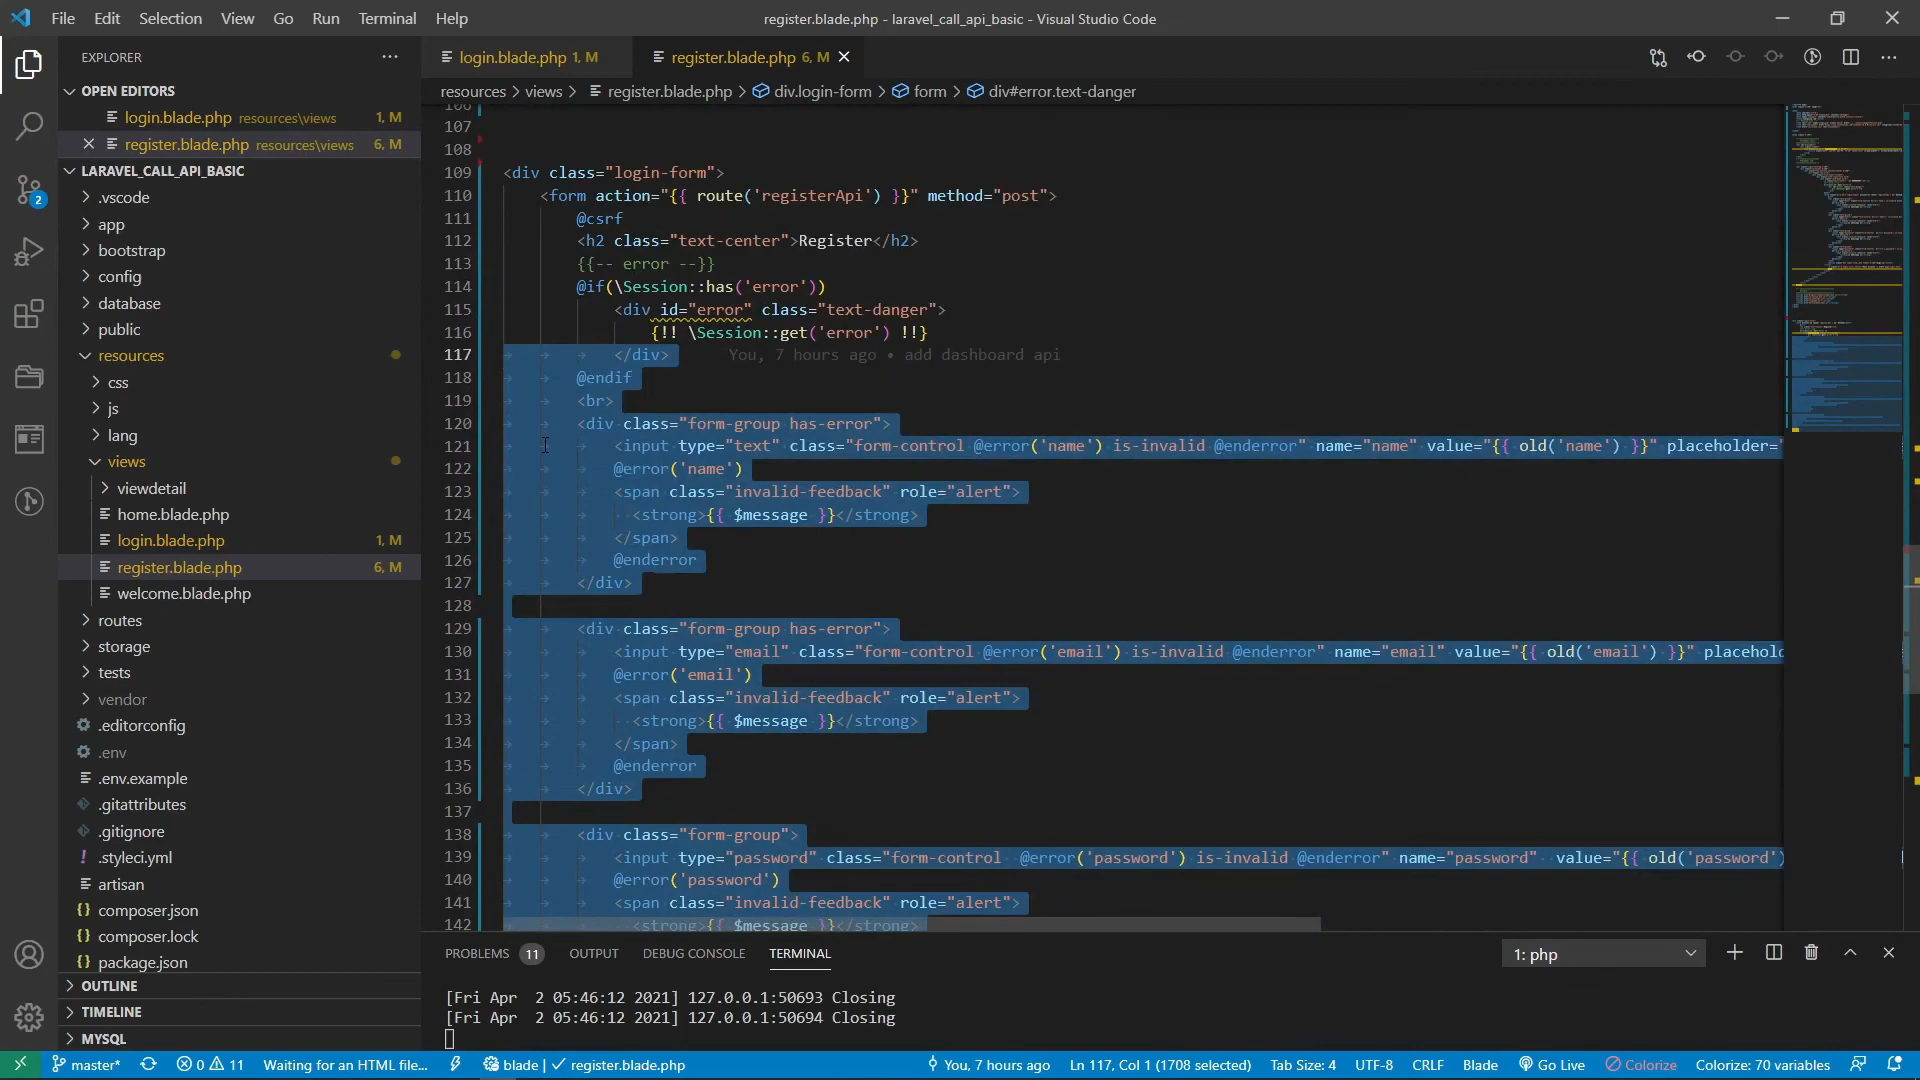 File Edit Selection View Go Run Terminal Help
register.blade.php - laravel_call_api_basic - Visual Studio Code
EXPLORER
OPEN EDITORS
login.blade.php resources\views 1, M
register.blade.php resources\views 6, M
LARAVEL_CALL_API_BASIC
.vscode
app
bootstrap
config
database
public
resources
css
js
lang
views
viewdetail
home.blade.php
login.blade.php 1, M
register.blade.php 6, M
welcome.blade.php
routes
storage
tests
vendor
.editorconfig
.env
.env.example
.gitattributes
.gitignore
.styleci.yml
artisan
composer.json
composer.lock
package.json
OUTLINE
TIMELINE
MYSQL
login.blade.php 1, M
register.blade.php 6, M
resources > views > register.blade.php > div.login-form > form > div#error.text-danger
106
107
108
109 <div class="login-form">
110 <form action="{{ route('registerApi') }}" method="post">
111 @csrf
112 <h2 class="text-center">Register</h2>
113 {{-- error --}}
114 @if(\Session::has('error'))
115 <div id="error" class="text-danger">
116 {!! \Session::get('error') !!}
117 </div> You, 7 hours ago • add dashboard api
118 @endif
119 <br>
120 <div class="form-group has-error">
121 <input type="text" class="form-control @error('name') is-invalid @enderror" name="name" value="{{ old('name') }}" placeholder="
122 @error('name')
123 <span class="invalid-feedback" role="alert">
124 <strong>{{ $message }}</strong>
125 </span>
126 @enderror
127 </div>
128
129 <div class="form-group has-error">
130 <input type="email" class="form-control @error('email') is-invalid @enderror" name="email" value="{{ old('email') }}" placehold
131 @error('email')
132 <span class="invalid-feedback" role="alert">
133 <strong>{{ $message }}</strong>
134 </span>
135 @enderror
136 </div>
137
138 <div class="form-group">
139 <input type="password" class="form-control @error('password') is-invalid @enderror" name="password" value="{{ old('password')
140 @error('password')
141 <span class="invalid-feedback" role="alert">
142 <strong>{{ $message }}</strong>
PROBLEMS 11 OUTPUT DEBUG CONSOLE TERMINAL
1: php
[Fri Apr 2 05:46:12 2021] 127.0.0.1:50693 Closing
[Fri Apr 2 05:46:12 2021] 127.0.0.1:50694 Closing
2
master* 0 11 Waiting for an HTML file... blade | ✓ register.blade.php
You, 7 hours ago Ln 117, Col 1 (1708 selected) Tab Size: 4 UTF-8 CRLF Blade Go Live Colorize Colorize: 70 variables